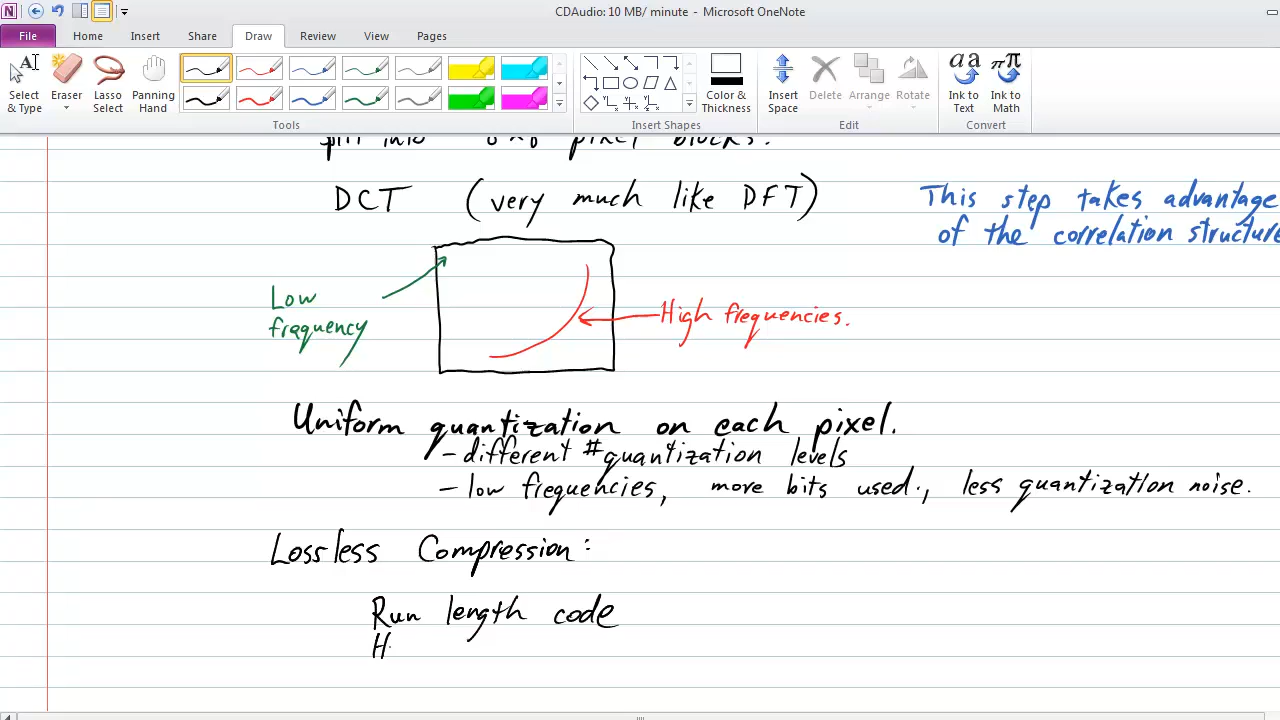 CDAudio: 10 MB/ minute - Microsoft OneNote
File Home Insert Share Draw Review View Pages
Select & Type Eraser Lasso Select Panning Hand Color & Thickness Insert Space Delete Arrange Rotate Ink to Text Ink to Math
Tools Insert Shapes Edit Convert
into pixel blocks.
DCT (very much like DFT)
This step takes advantage
of the correlation structure
Low
frequency
High frequencies.
Uniform quantization on each pixel.
- different # quantization levels
- low frequencies, more bits used., less quantization noise.
Lossless Compression:
Run length code
H